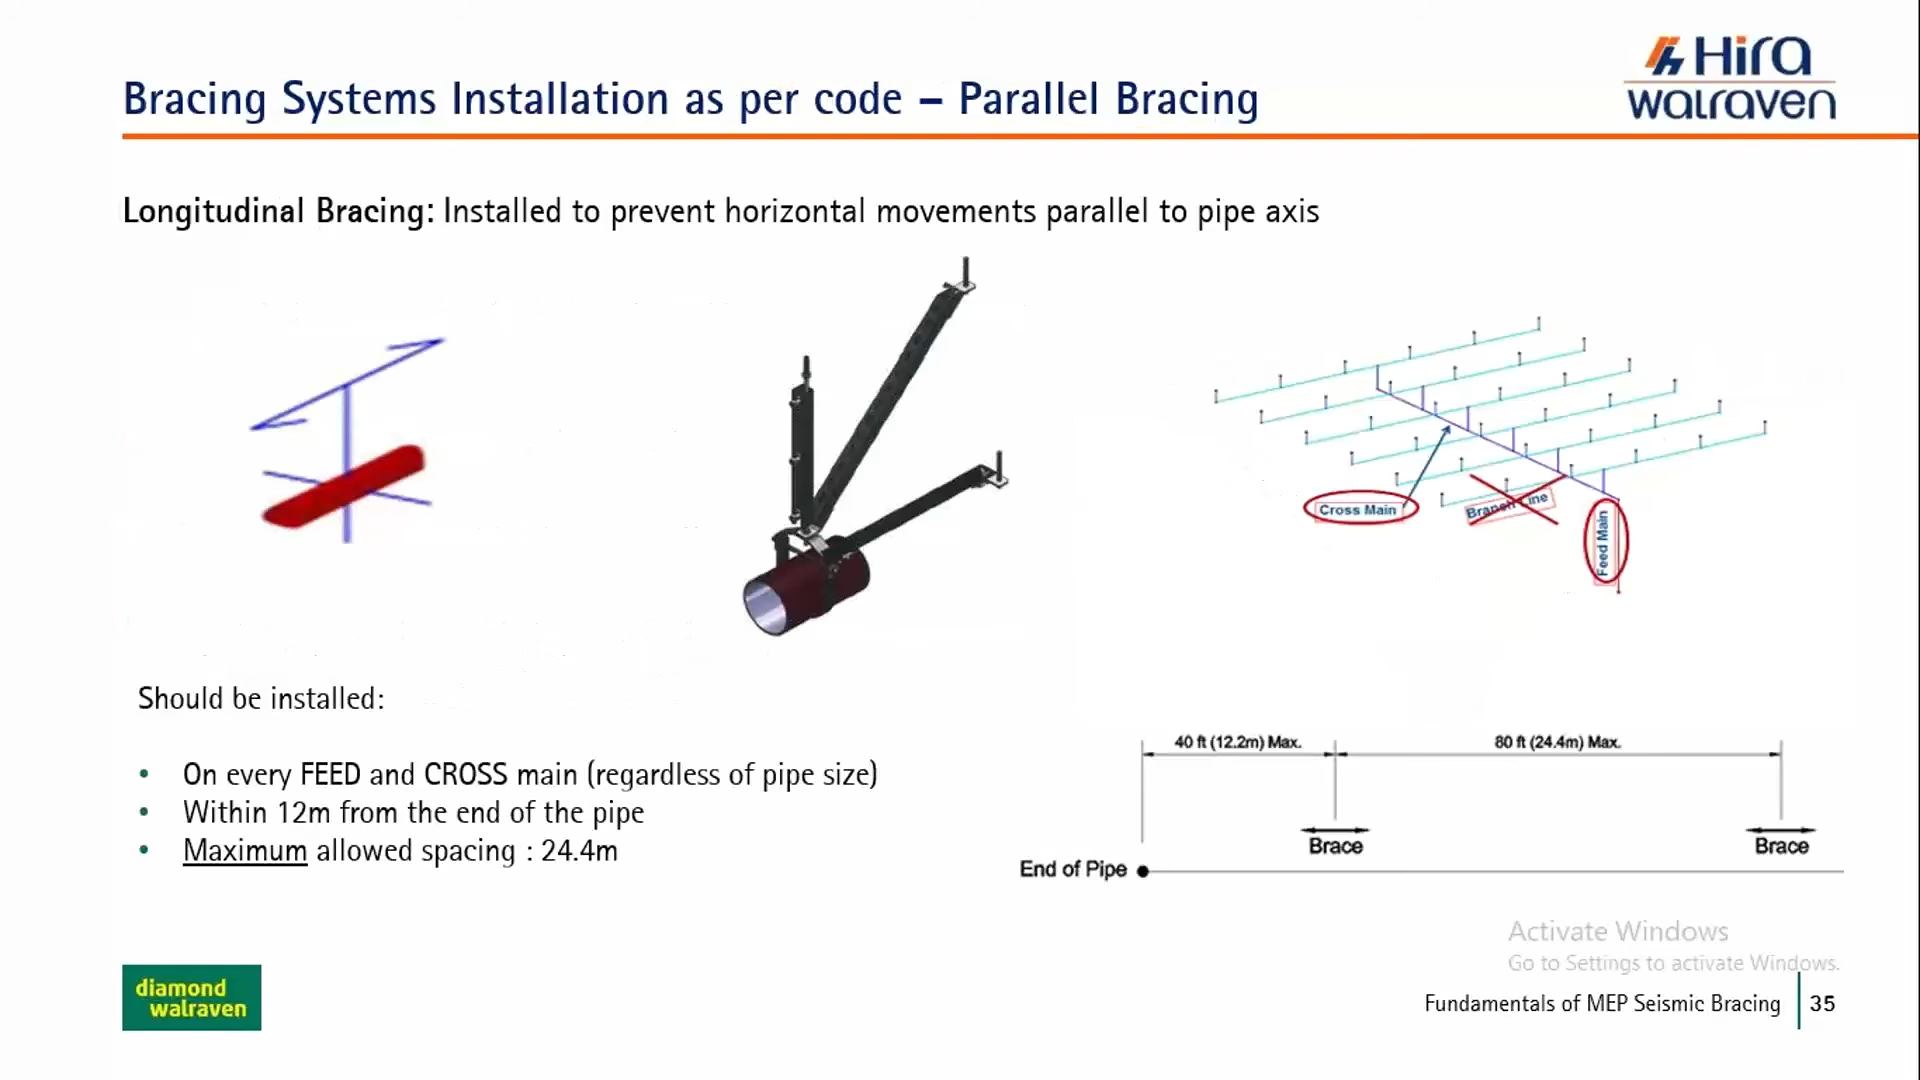 Hira
walraven
Bracing Systems Installation as per code – Parallel Bracing
Longitudinal Bracing: Installed to prevent horizontal movements parallel to pipe axis
Cross Main
Branch Line
Feed Main
Should be installed:
• On every FEED and CROSS main (regardless of pipe size)
• Within 12m from the end of the pipe
• Maximum allowed spacing : 24.4m
40 ft (12.2m) Max.
80 ft (24.4m) Max.
Brace
Brace
End of Pipe
Activate Windows
Go to Settings to activate Windows.
diamond
walraven
Fundamentals of MEP Seismic Bracing
35